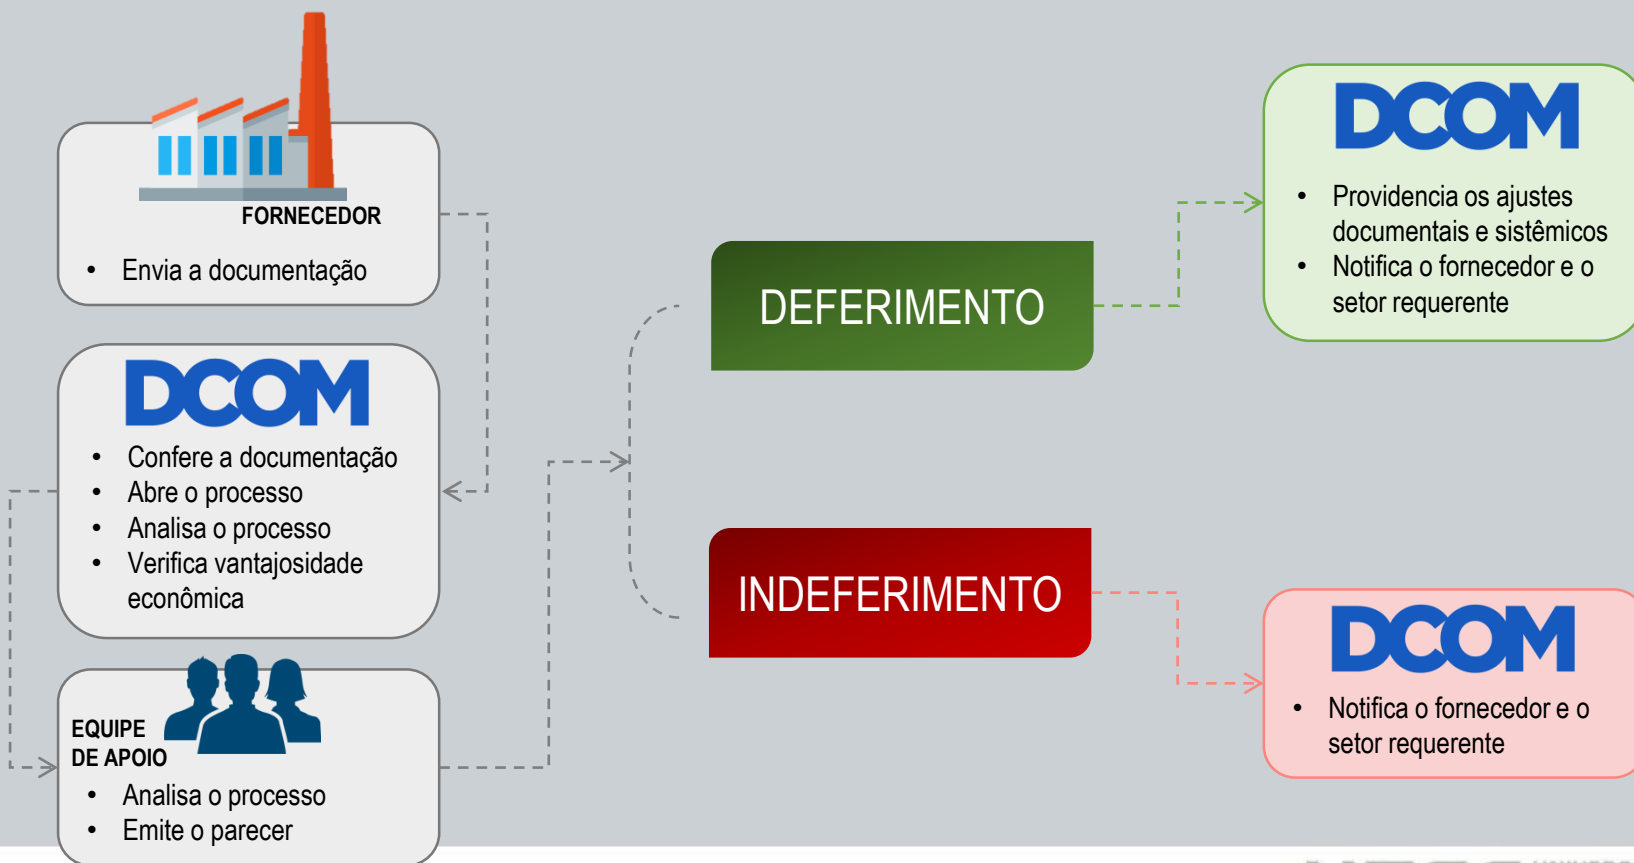 FORNECEDOR
• Envia a documentação
DCOM
• Confere a documentação
• Abre o processo
• Analisa o processo
• Verifica vantajosidade
econômica
EQUIPE
DE APOIO
• Analisa o processo
• Emite o parecer
DEFERIMENTO
INDEFERIMENTO
DCOM
• Providencia os ajustes
documentais e sistêmicos
• Notifica o fornecedor e o
setor requerente
DCOM
• Notifica o fornecedor e o
setor requerente